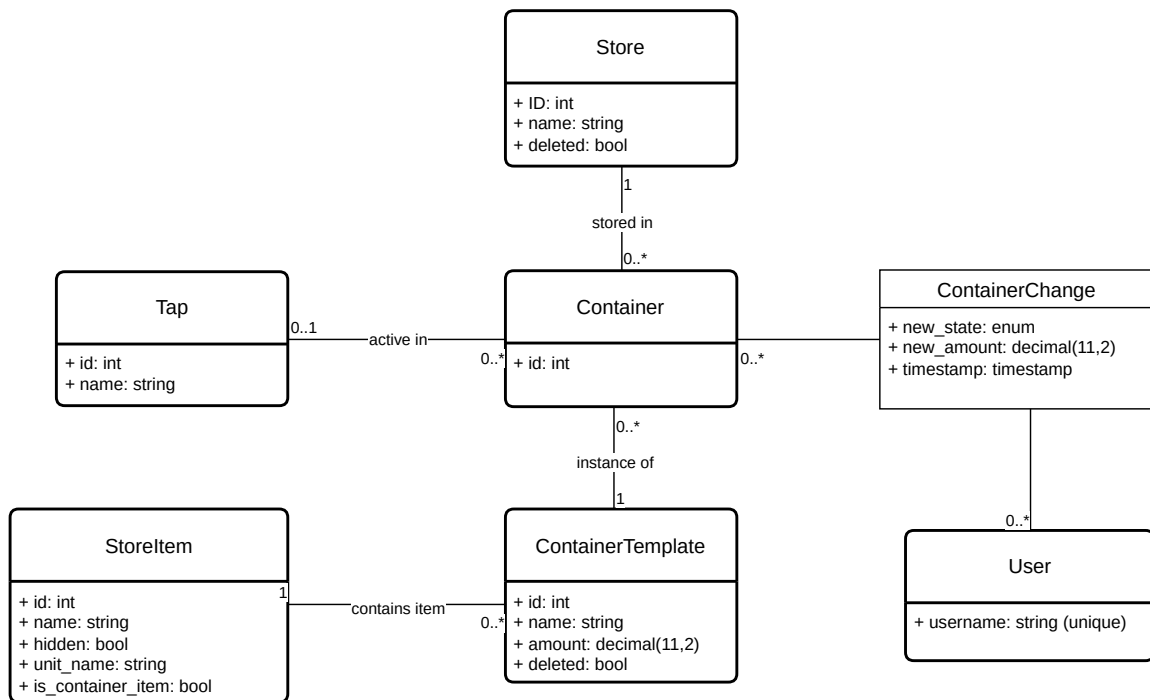 Store
+ ID: int
+ name: string
+ deleted: bool
1
stored in
0..*
Tap
+ id: int
+ name: string
0..1
active in
0..*
Container
+ id: int
0..*
ContainerChange
+ new_state: enum
+ new_amount: decimal(11,2)
+ timestamp: timestamp
0..*
instance of
1
StoreItem
+ id: int
+ name: string
+ hidden: bool
+ unit_name: string
+ is_container_item: bool
1
contains item
0..*
ContainerTemplate
+ id: int
+ name: string
+ amount: decimal(11,2)
+ deleted: bool
0..*
User
+ username: string (unique)